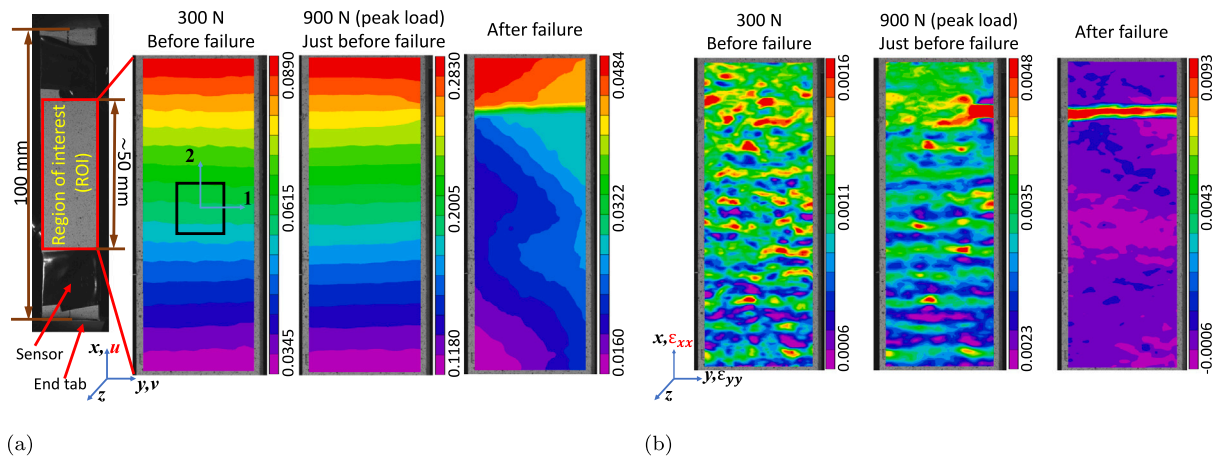 300 N
Before failure
900 N (peak load)
Just before failure
After failure
100 mm
Region of interest
(ROI)
~50 mm
Sensor
End tab
x, u
y,v
z
2
1
0.0890
0.0615
0.0345
0.2830
0.2005
0.1180
0.0484
0.0322
0.0160
(a)
300 N
Before failure
900 N (peak load)
Just before failure
After failure
x,εxx
y,εyy
z
0.0016
0.0011
0.0006
0.0048
0.0035
0.0023
0.0093
-0.0006
(b)